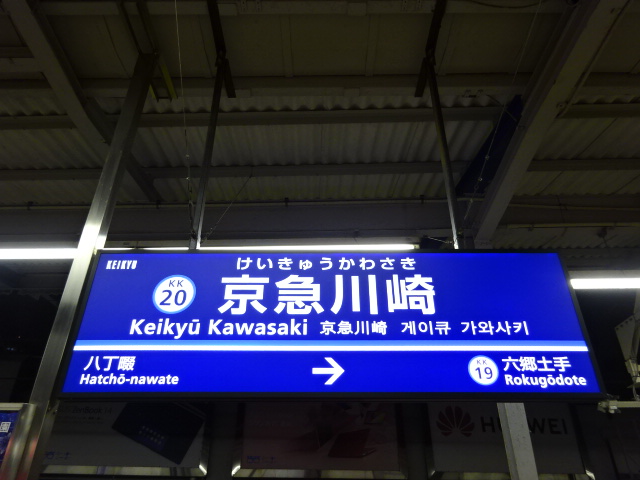 KEIKYU
けいきゅうかわさき
KK
20
京急川崎
Keikyū Kawasaki 京急川崎 게이큐 가와사키
八丁畷
Hatchō-nawate
→
KK
19
六郷土手
Rokugōdote
HUAWEI